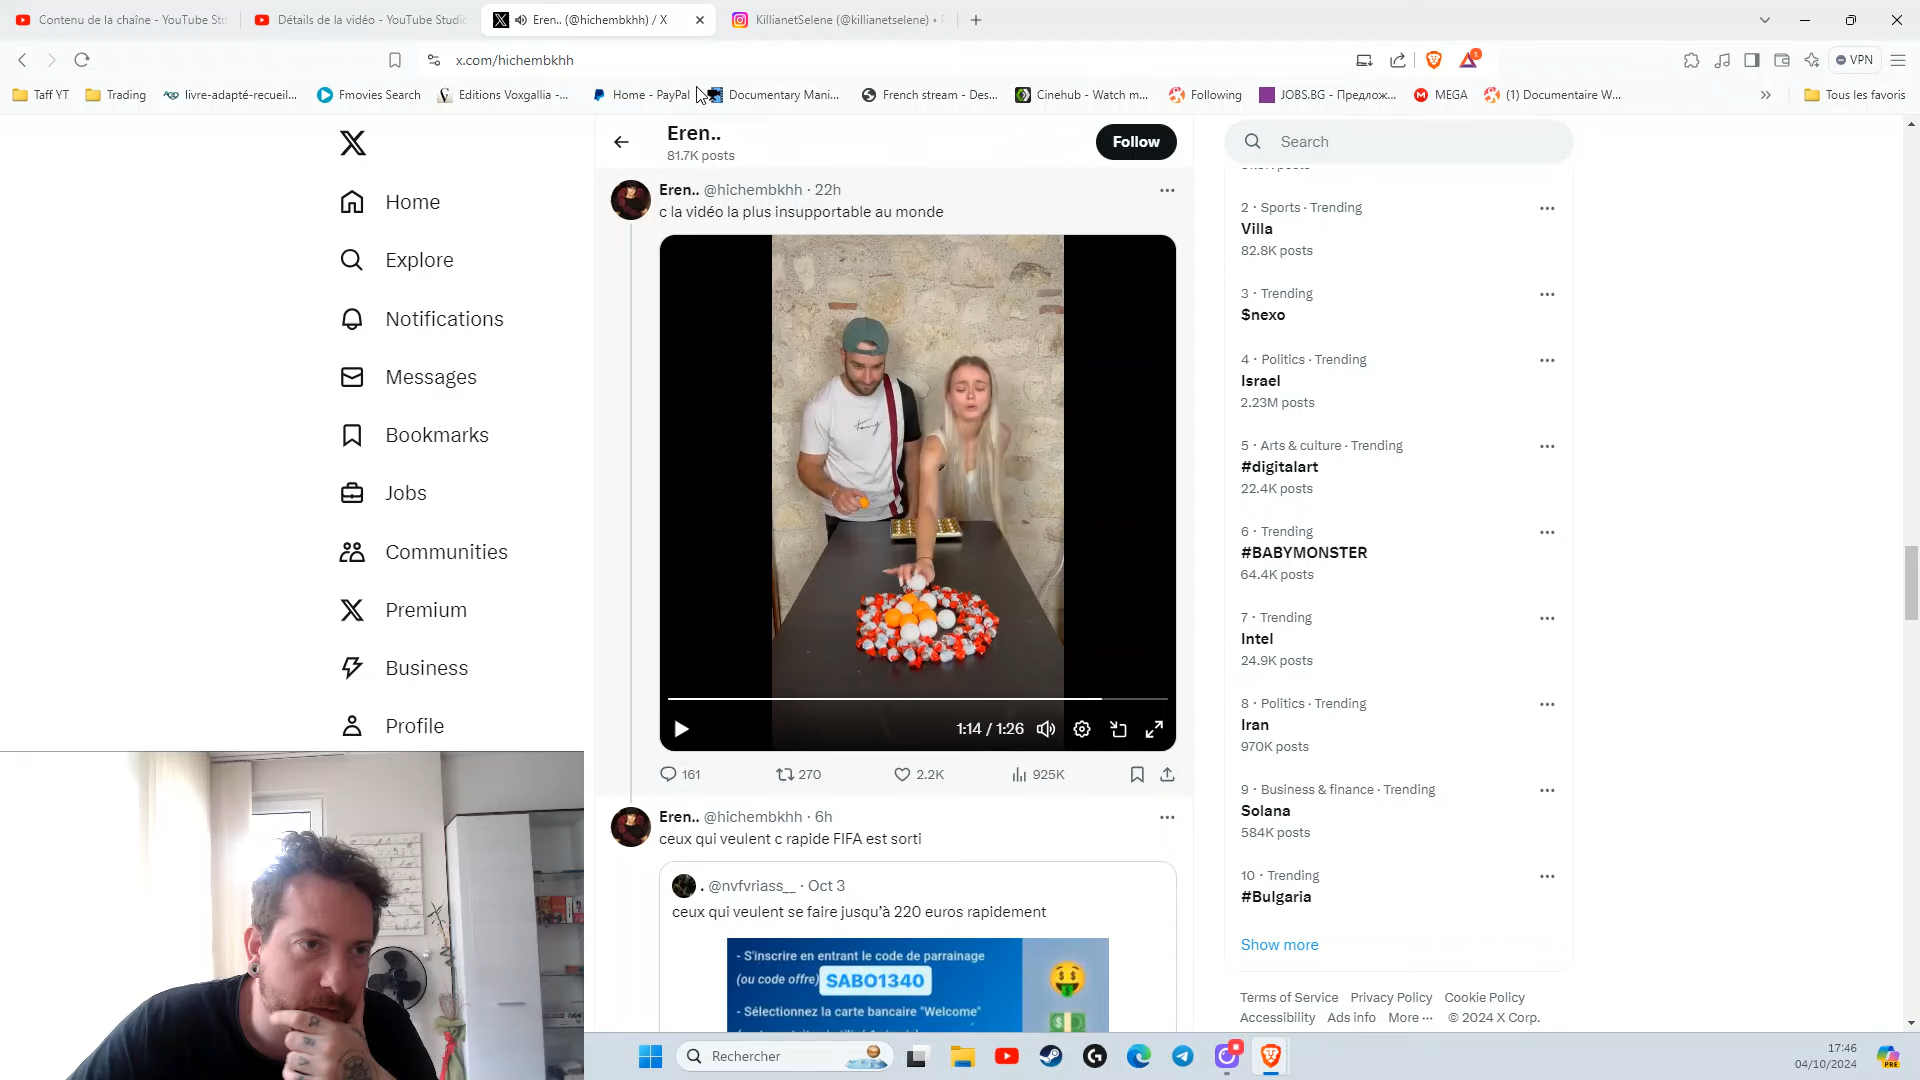 Contenu de la chaîne - YouTube Stu
Détails de la vidéo - YouTube Studio
Eren.. (@hichembkhh) / X
KillianetSelene (@killianetselene) •
x.com/hichembkhh
1
VPN
Taff YT
Trading
livre-adapté-recueil...
Fmovies Search
Editions Voxgallia -...
Home - PayPal
Documentary Mani...
French stream - Des...
Cinehub - Watch m...
Following
JOBS.BG - Предлож...
MEGA
(1) Documentaire W...
Tous les favoris
Home
Explore
Notifications
Messages
Bookmarks
Jobs
Communities
Premium
Business
Profile
Eren..
81.7K posts
Follow
Eren.. @hichembkhh · 22h
c la vidéo la plus insupportable au monde
1:14 / 1:26
161
270
2.2K
925K
Eren.. @hichembkhh · 6h
ceux qui veulent c rapide FIFA est sorti
. @nvfvriass__ · Oct 3
ceux qui veulent se faire jusqu'à 220 euros rapidement
- S'inscrire en entrant le code de parrainage
(ou code offre) SABO1340
- Sélectionnez la carte bancaire "Welcome"
Search
2 · Sports · Trending
Villa
82.8K posts
3 · Trending
$nexo
4 · Politics · Trending
Israel
2.23M posts
5 · Arts & culture · Trending
#digitalart
22.4K posts
6 · Trending
#BABYMONSTER
64.4K posts
7 · Trending
Intel
24.9K posts
8 · Politics · Trending
Iran
970K posts
9 · Business & finance · Trending
Solana
584K posts
10 · Trending
#Bulgaria
Show more
Terms of Service Privacy Policy Cookie Policy
Accessibility Ads info More ··· © 2024 X Corp.
Rechercher
17:46
04/10/2024
PRE